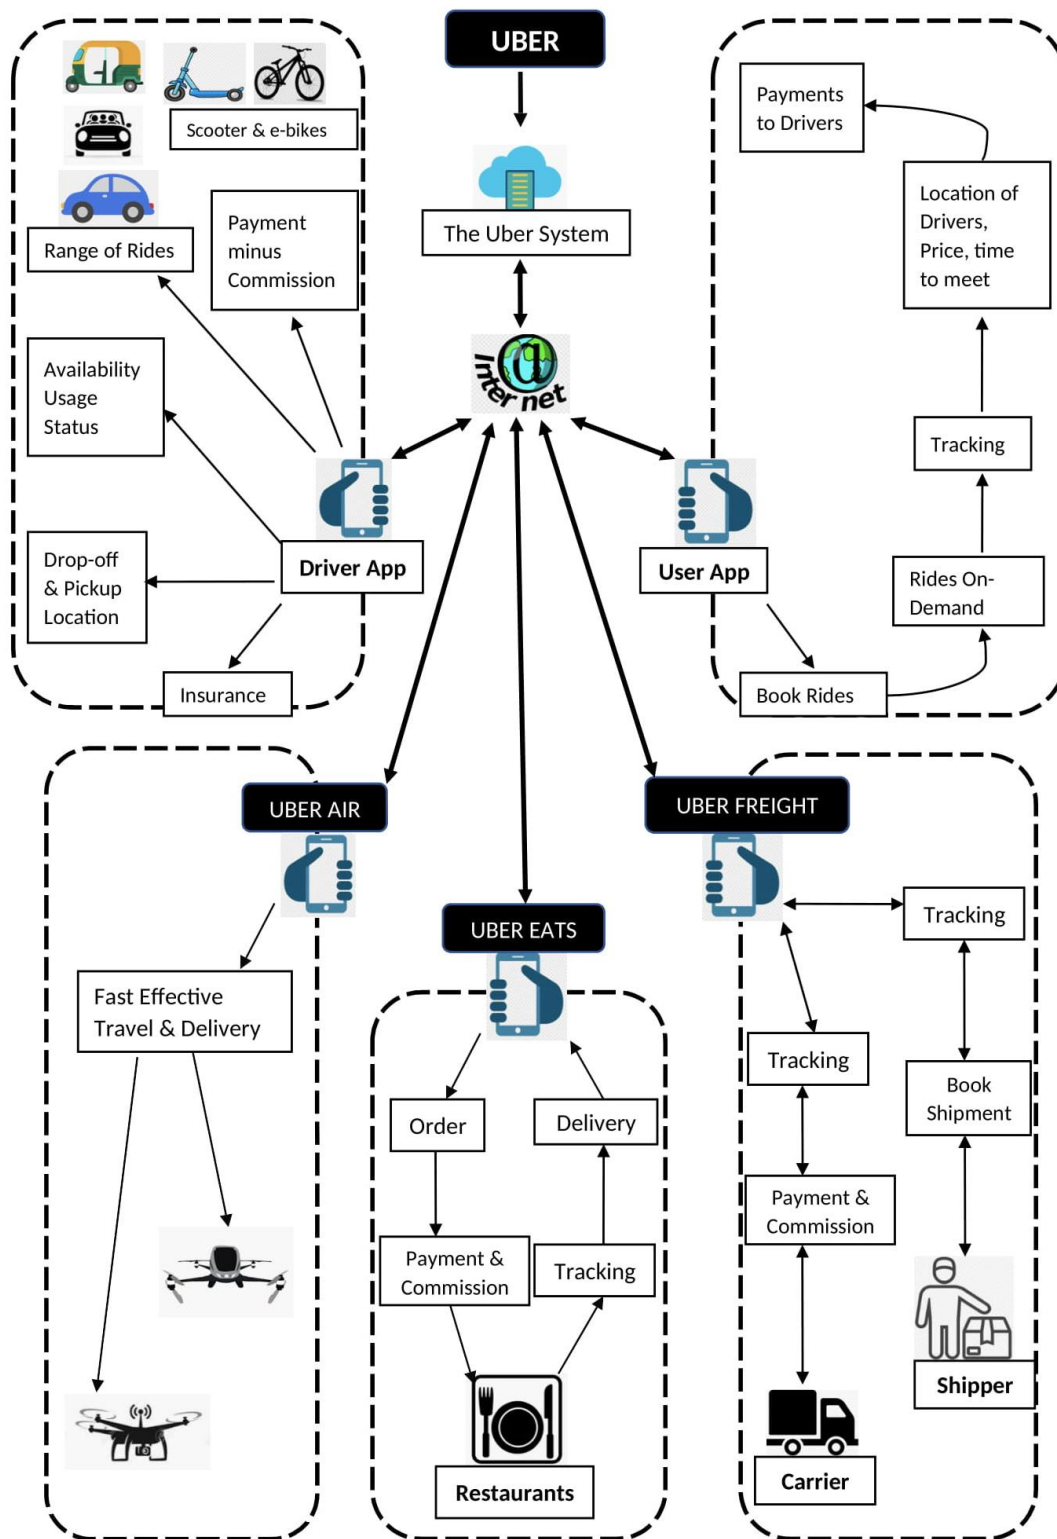 UBER
Scooter & e-bikes
Range of Rides
Payment
minus
Commission
Availability
Usage
Status
Drop-off
& Pickup
Location
Insurance
Driver App
The Uber System
@
Internet
User App
Payments
to Drivers
Location of
Drivers,
Price, time
to meet
Tracking
Rides On-
Demand
Book Rides
UBER AIR
Fast Effective
Travel & Delivery
UBER EATS
Order
Payment &
Commission
Restaurants
Delivery
Tracking
UBER FREIGHT
Tracking
Payment &
Commission
Carrier
Tracking
Book
Shipment
Shipper